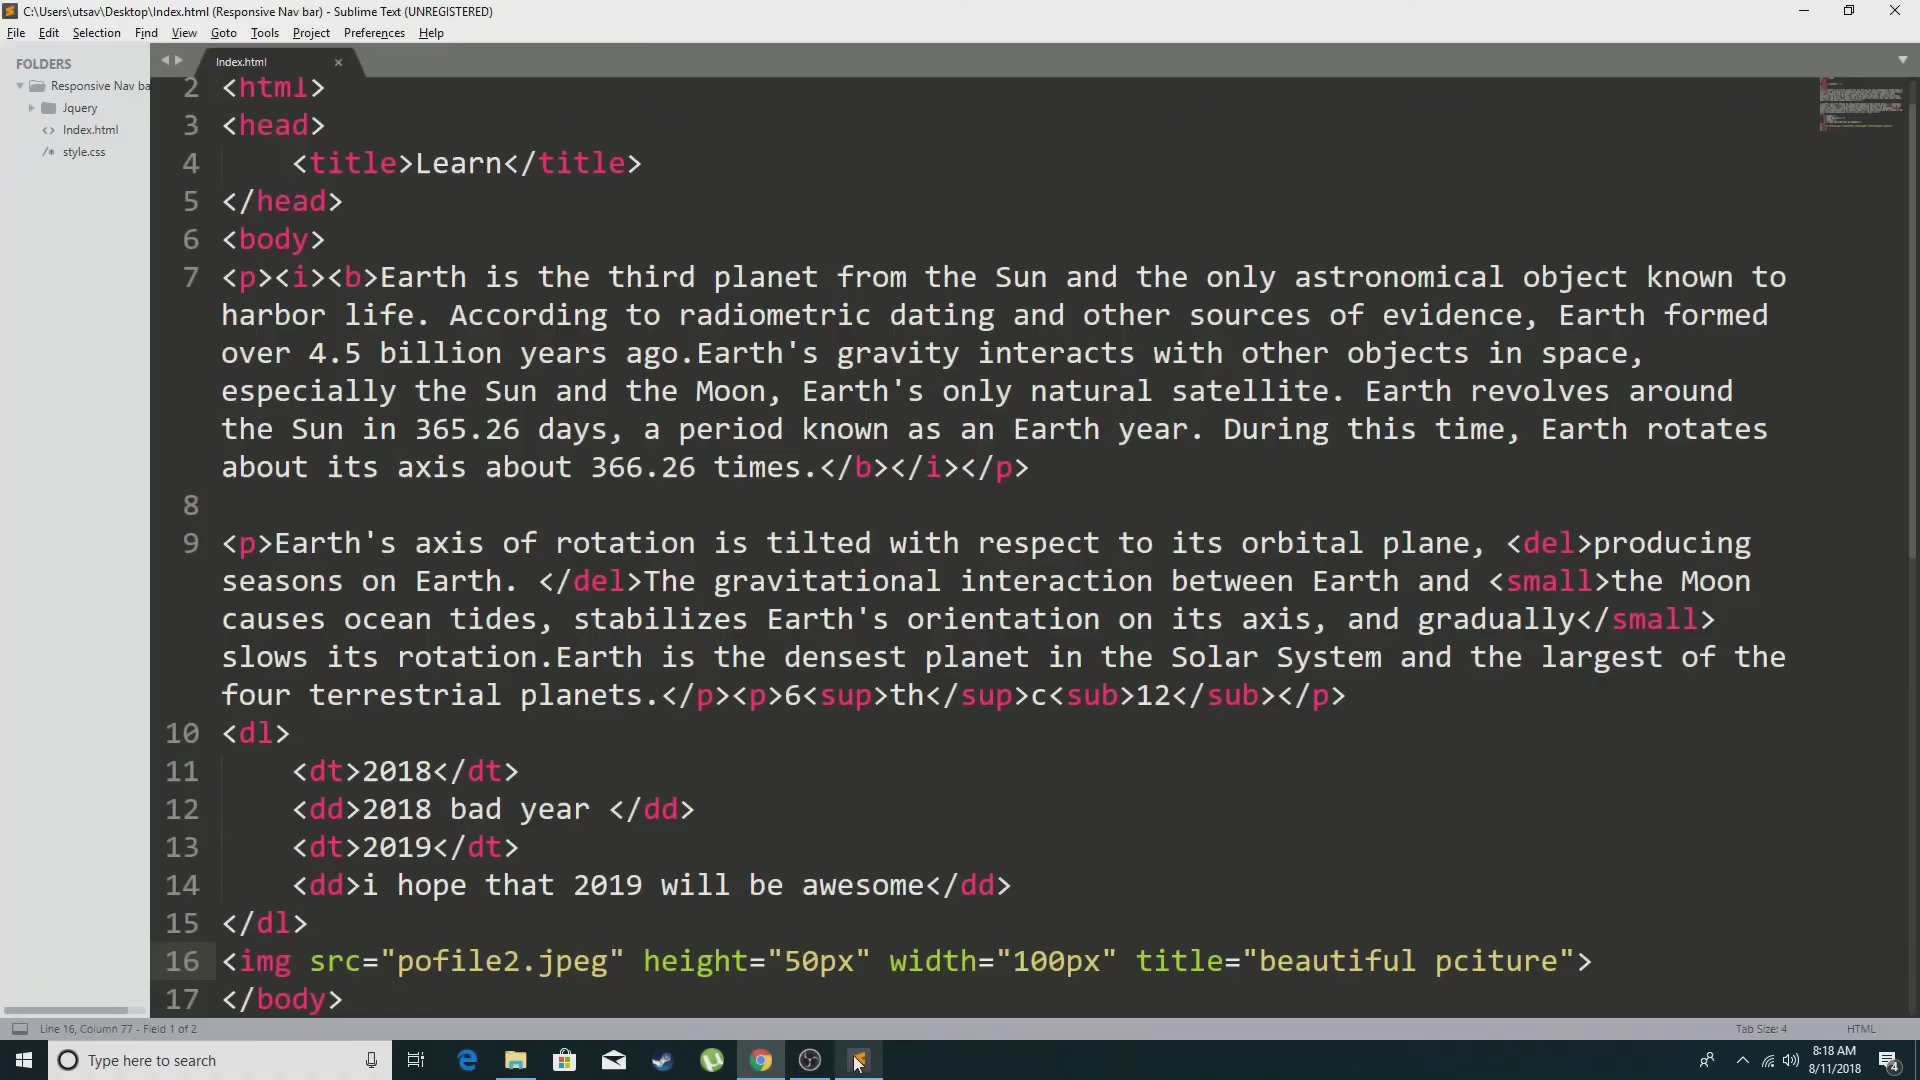 C:\Users\utsav\Desktop\Index.html (Responsive Nav bar) - Sublime Text (UNREGISTERED)
File Edit Selection Find View Goto Tools Project Preferences Help
FOLDERS
Responsive Nav ba
Jquery
Index.html
style.css
Index.html
2 <html>
3 <head>
4 <title>Learn</title>
5 </head>
6 <body>
7 <p><i><b>Earth is the third planet from the Sun and the only astronomical object known to
harbor life. According to radiometric dating and other sources of evidence, Earth formed
over 4.5 billion years ago.Earth's gravity interacts with other objects in space,
especially the Sun and the Moon, Earth's only natural satellite. Earth revolves around
the Sun in 365.26 days, a period known as an Earth year. During this time, Earth rotates
about its axis about 366.26 times.</b></i></p>
8
9 <p>Earth's axis of rotation is tilted with respect to its orbital plane, <del>producing
seasons on Earth. </del>The gravitational interaction between Earth and <small>the Moon
causes ocean tides, stabilizes Earth's orientation on its axis, and gradually</small>
slows its rotation.Earth is the densest planet in the Solar System and the largest of the
four terrestrial planets.</p><p>6<sup>th</sup>c<sub>12</sub></p>
10 <dl>
11 <dt>2018</dt>
12 <dd>2018 bad year </dd>
13 <dt>2019</dt>
14 <dd>i hope that 2019 will be awesome</dd>
15 </dl>
16 <img src="pofile2.jpeg" height="50px" width="100px" title="beautiful pciture">
17 </body>
Line 16, Column 77 - Field 1 of 2
Tab Size: 4
HTML
Type here to search
8:18 AM
8/11/2018
4